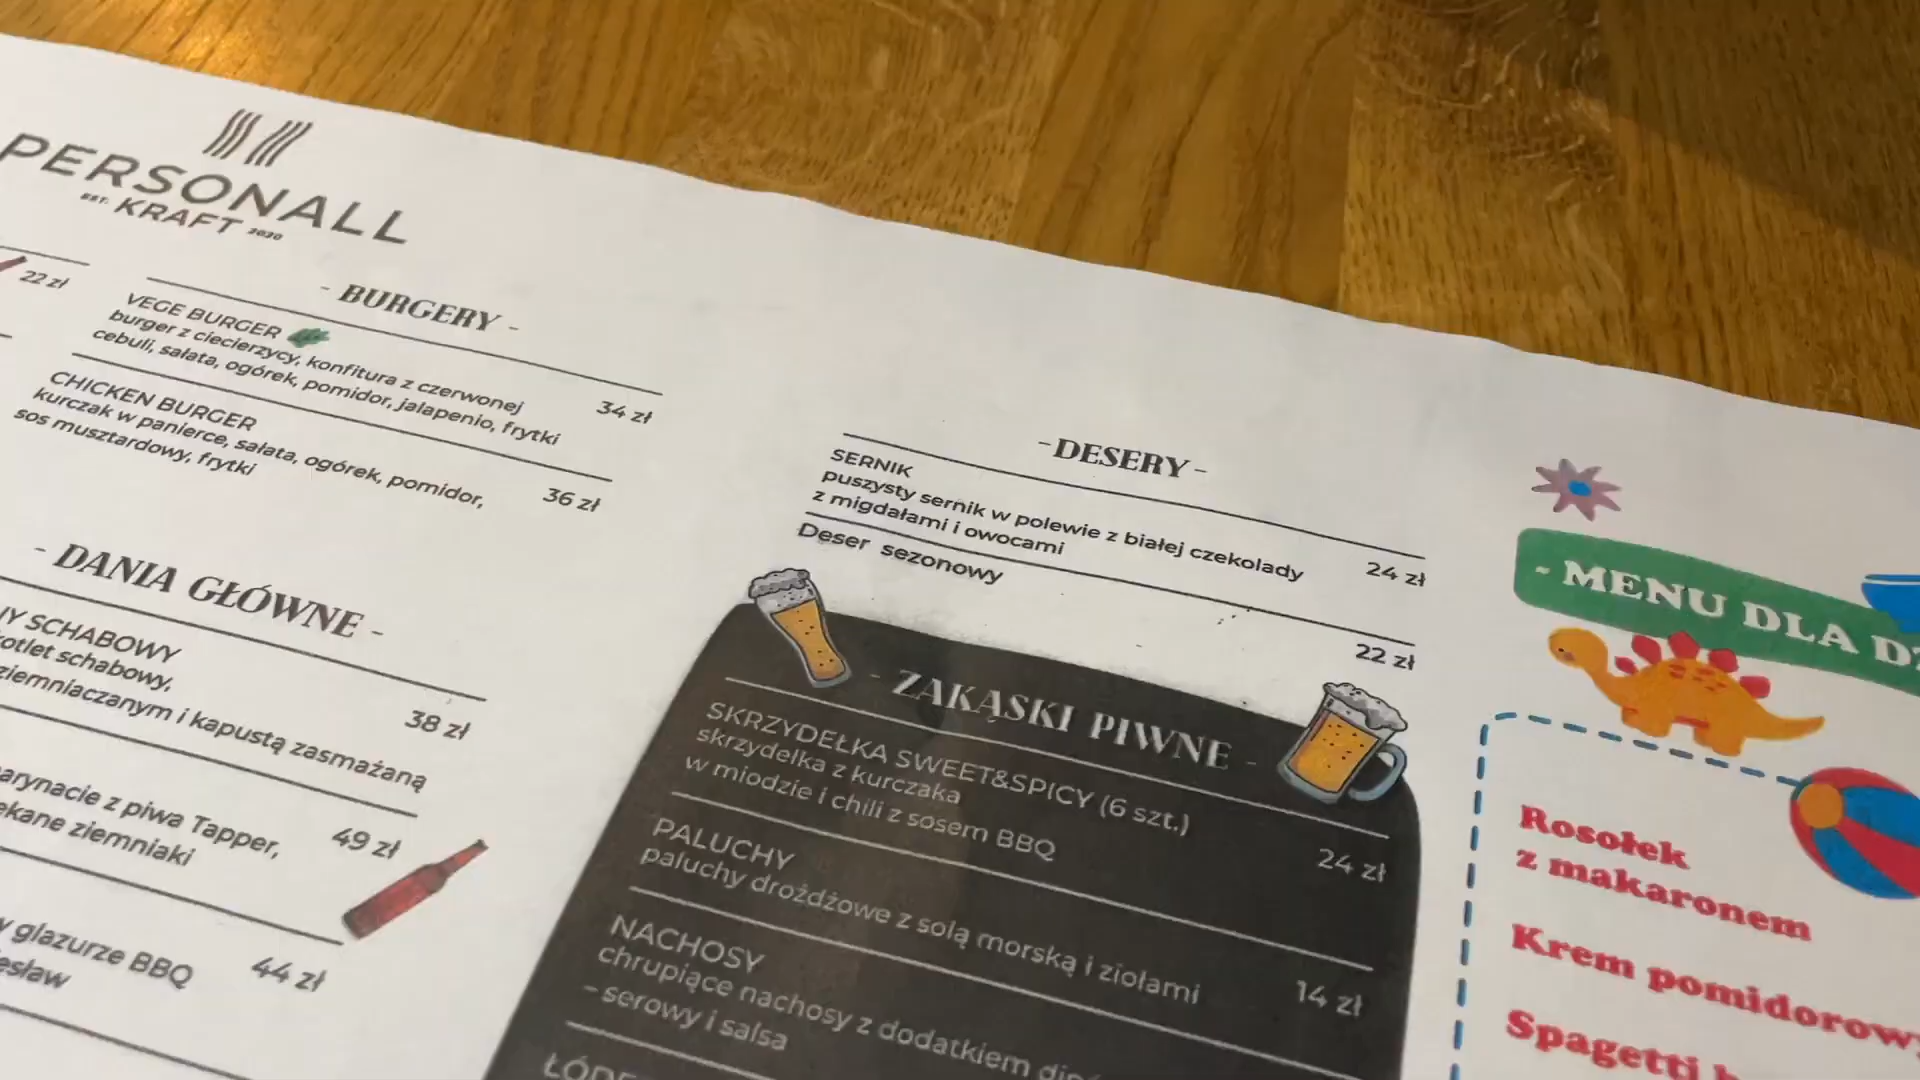 PERSONALL
EST. KRAFT 2020
22 zł
- BURGERY -
VEGE BURGER
burger z ciecierzycy, konfitura z czerwonej
cebuli, sałata, ogórek, pomidor, jalapenio, frytki
34 zł
CHICKEN BURGER
kurczak w panierce, sałata, ogórek, pomidor,
sos musztardowy, frytki
36 zł
- DANIA GŁÓWNE -
SCHABOWY
schabowy,
ziemniaczanym i kapustą zasmażaną
38 zł
z piwa Tapper,
ziemniaki
49 zł
glazurze BBQ
44 zł
- DESERY -
SERNIK
puszysty sernik w polewie z białej czekolady
z migdałami i owocami
24 zł
Deser sezonowy
22 zł
- ZAKĄSKI PIWNE -
SKRZYDEŁKA SWEET&SPICY (6 szt.)
skrzydełka z kurczaka
w miodzie i chili z sosem BBQ
24 zł
PALUCHY
paluchy drożdżowe z solą morską i ziołami
14 zł
NACHOSY
chrupiące nachosy z dodatkiem
- serowy i salsa
- MENU DLA
Rosołek
z makaronem
Krem
Spagetti